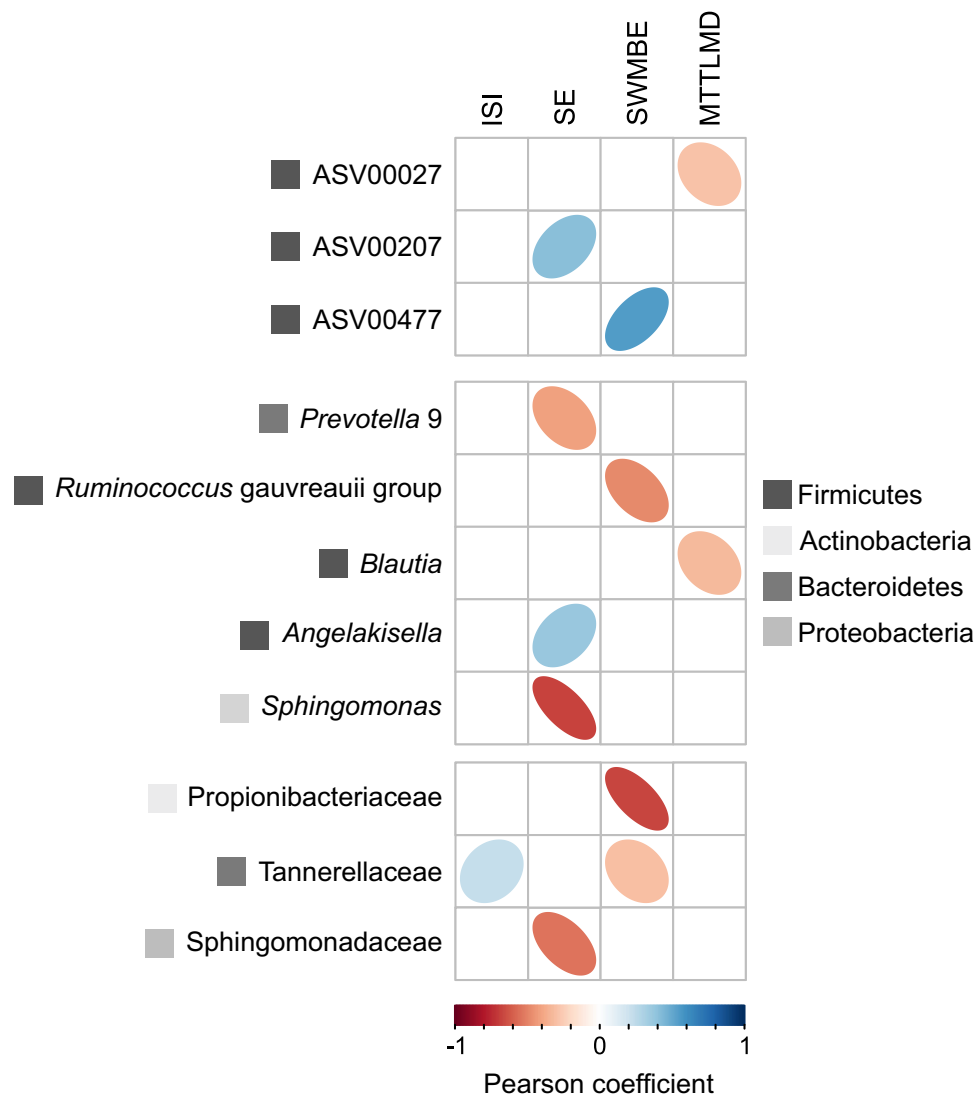 ISI
SE
SWMBE
MTTLMD
ASV00027
ASV00207
ASV00477
Prevotella 9
Ruminococcus gauvreauii group
Blautia
Angelakisella
Sphingomonas
Propionibacteriaceae
Tannerellaceae
Sphingomonadaceae
Firmicutes
Actinobacteria
Bacteroidetes
Proteobacteria
-1 0 1
Pearson coefficient